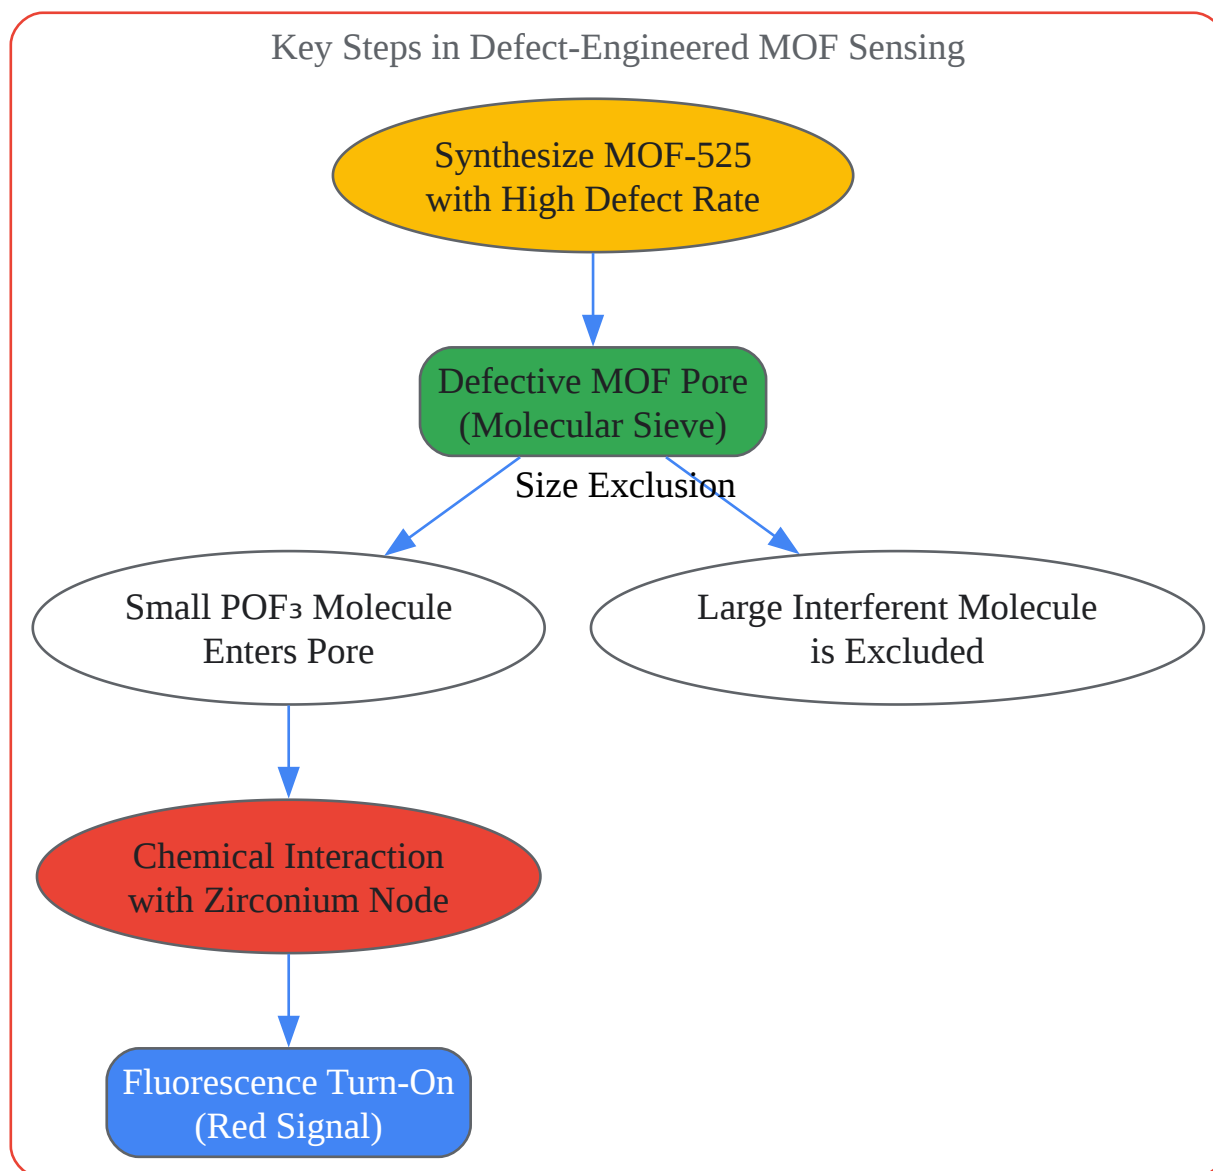 Key Steps in Defect-Engineered MOF Sensing
Synthesize MOF-525
with High Defect Rate
Defective MOF Pore
(Molecular Sieve)
Size Exclusion
Small POF₃ Molecule
Enters Pore
Large Interferent Molecule
is Excluded
Chemical Interaction
with Zirconium Node
Fluorescence Turn-On
(Red Signal)